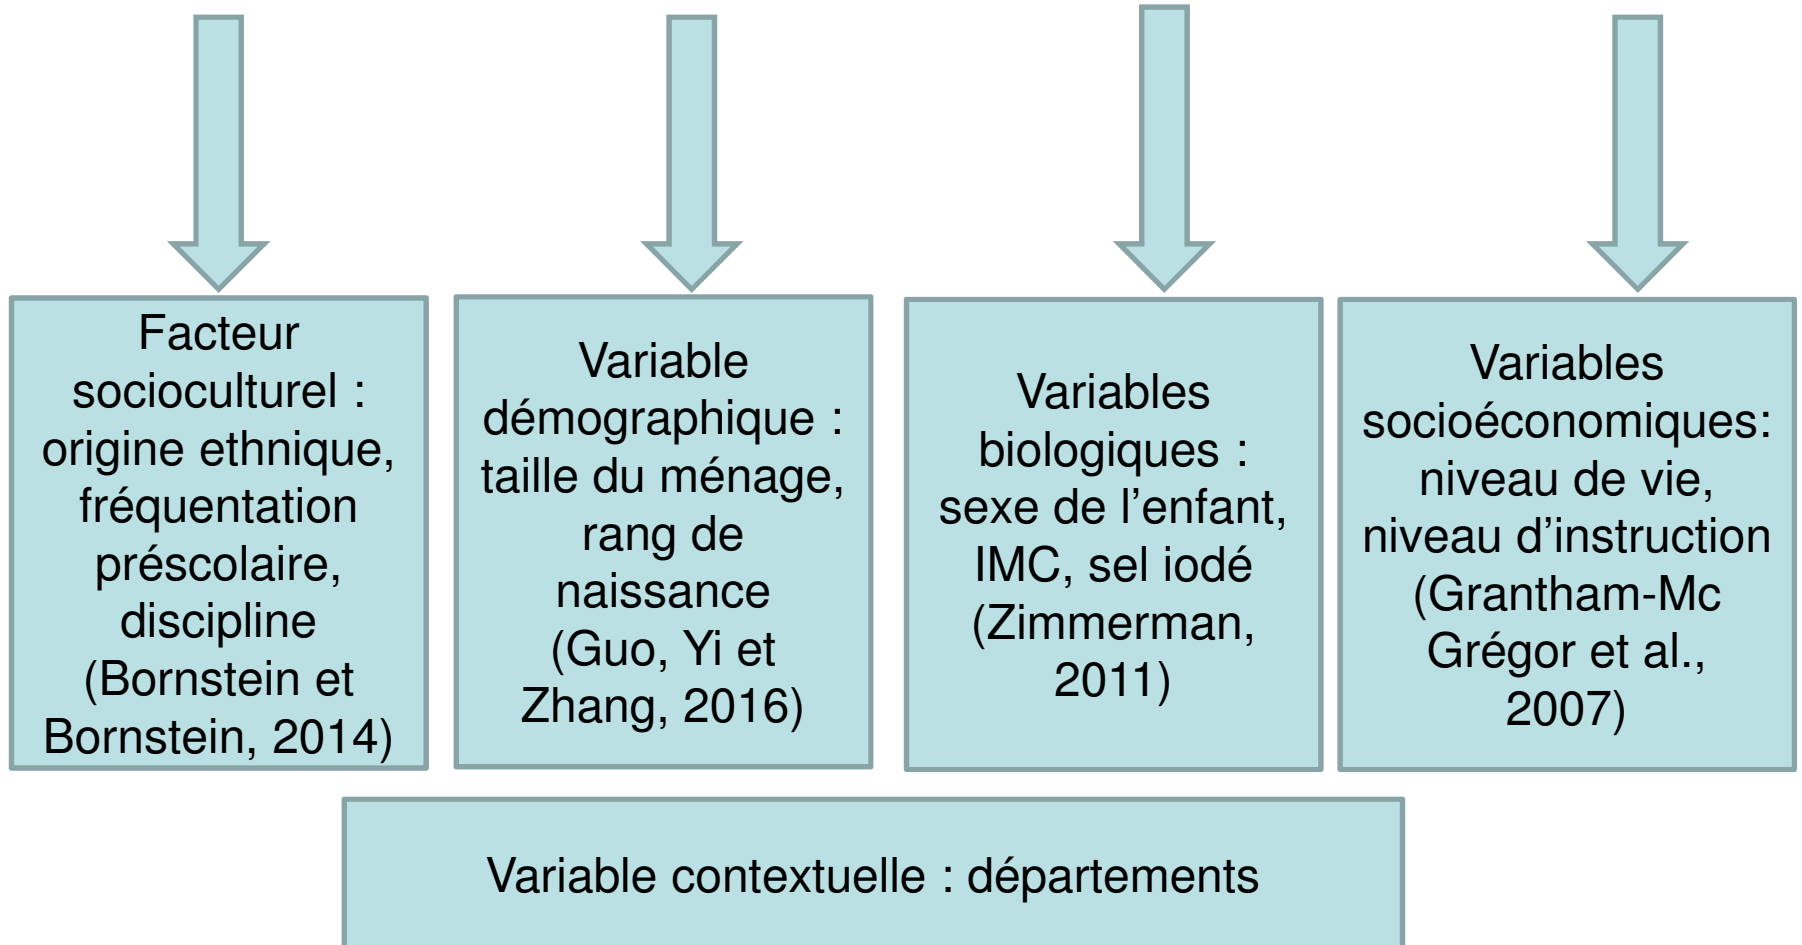 Facteur
socioculturel :
origine ethnique,
fréquentation
préscolaire,
discipline
(Bornstein et
Bornstein, 2014)
Variable
démographique :
taille du ménage,
rang de
naissance
(Guo, Yi et
Zhang, 2016)
Variables
biologiques :
sexe de l’enfant,
IMC, sel iodé
(Zimmerman,
2011)
Variables
socioéconomiques:
niveau de vie,
niveau d’instruction
(Grantham-Mc
Grégor et al.,
2007)
Variable contextuelle : départements